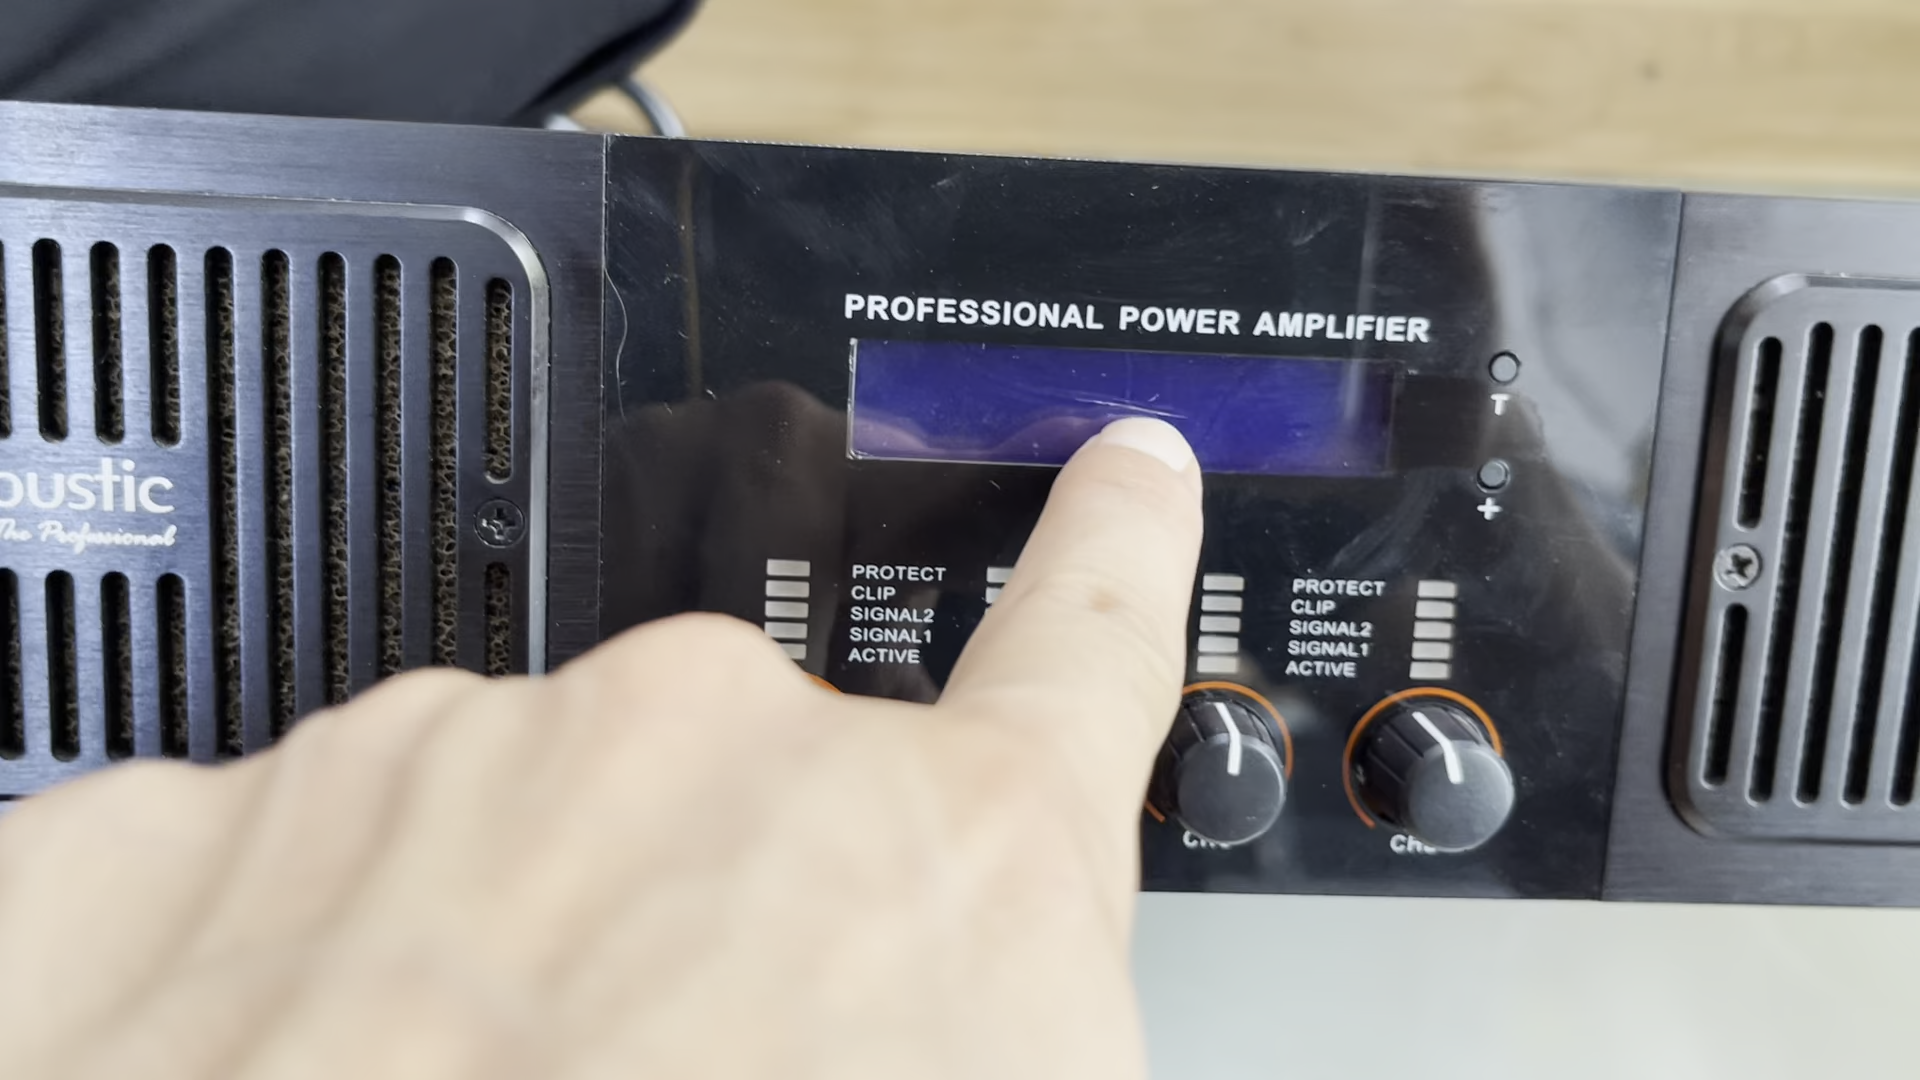 PROFESSIONAL POWER AMPLIFIER
T
+
oustic
The Professional
PROTECT
CLIP
SIGNAL2
SIGNAL1
ACTIVE
PROTECT
CLIP
SIGNAL2
SIGNAL1
ACTIVE